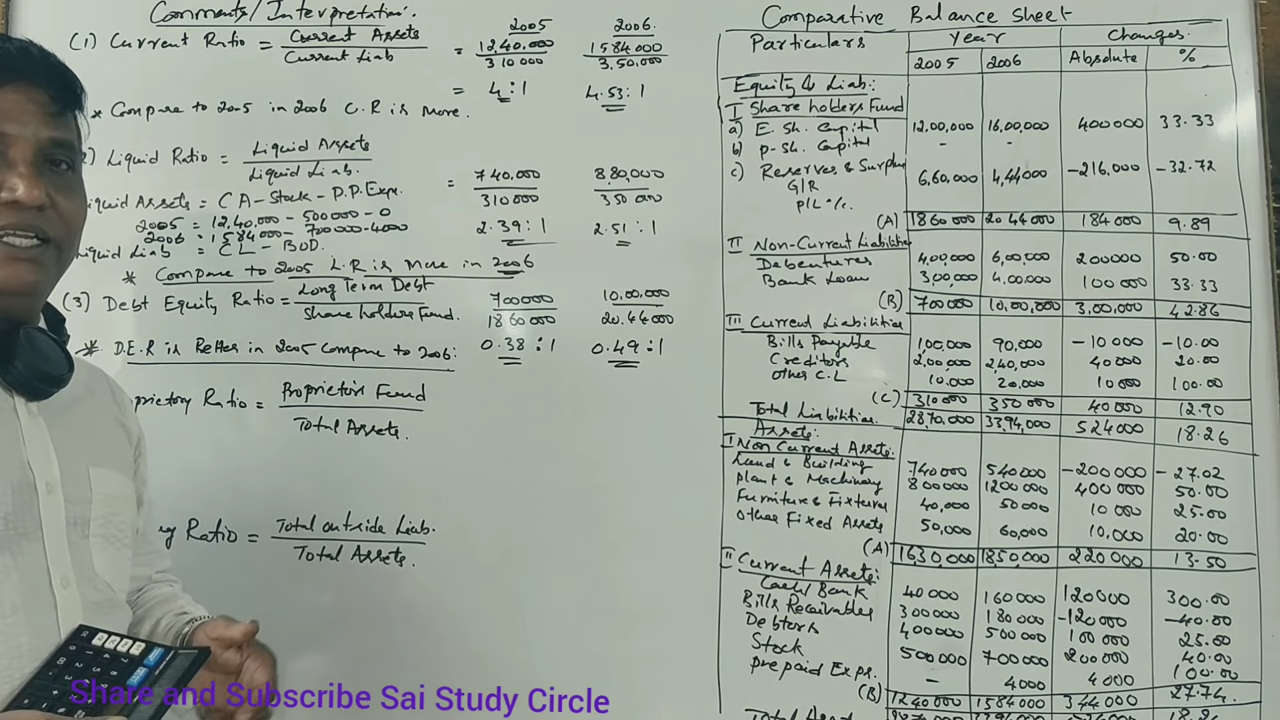 Comments/Interpretation.
2005 2006.
(1) Current Ratio = Current Assets / Current Liab = 12,40,000 / 310000 1584000 / 3,50,000
= 4:1 4.53:1
* Compare to 2005 in 2006 C.R is More.
2) Liquid Ratio = Liquid Assets / Liquid Liab. = 740,000 / 310000 8,80,000 / 350000
iquid Assets = CA - Stock - P.P. Exp.
2005 = 12,40,000 - 500000 - 0 2.39:1 2.51:1
2006 = 1584000 - 700000 - 4000
iquid Liab = CL - BOD.
* Compare to 2005 L.R is More in 2006
(3) Debt Equity Ratio = Long Term Debt / Share holders Fund. 700000 / 1860000 10,00,000 / 20.44000
* D.E.R is Better in 2005 Compare to 2006: 0.38:1 0.49:1
prietory Ratio = Proprietors Fund / Total Assets.
y Ratio = Total outside Liab. / Total Assets.
Comparative Balance Sheet
Particulars Year Changes.
2005 2006 Absolute %
Equity & Liab:
I Share holders Fund
a) E. Sh. Capital 12,00,000 16,00,000 400000 33.33
b) P-Sh. Capital - -
c) Reserves & Surplus 6,60,000 4,44000 -216,000 -32.72
G/R
P/L a/c.
(A) 1860000 2044000 184000 9.89
II Non-Current Liabilities
Debentures 4,00,000 6,00,000 200000 50.00
Bank Loan 3,00,000 4,00.000 100000 33.33
(B) 700000 10,00,000 3,00,000 42.86
III Current Liabilities
Bills Payable 1,00,000 90,000 -10000 -10.00
Creditors 2,00,000 240,000 40000 20.00
Other C.L 10,000 20,000 10000 100.00
(C) 310000 350000 40000 12.90
Total Liabilities. 2870,000 3394,000 524000 18.26
Assets:
I Non Current Assets:
Land & Building 740000 540000 -200000 -27.02
Plant & Machinary 800000 1200000 400000 50.00
Furniture & Fixtures 40,000 50000 10000 25.00
Other Fixed Assets 50,000 60,000 10,000 20.00
(A) 1630,000 1850,000 220000 13.50
II Current Assets:
Cash/Bank 40000 160000 120000 300.00
Bills Receivables 300000 180000 -120000 -40.00
Debtors 400000 500000 100000 25.00
Stock 500000 700000 200000 40.00
Prepaid Expr. - 4000 4000 100.00
(B) 1240000 1584000 344000 27.74.
Share and Subscribe Sai Study Circle